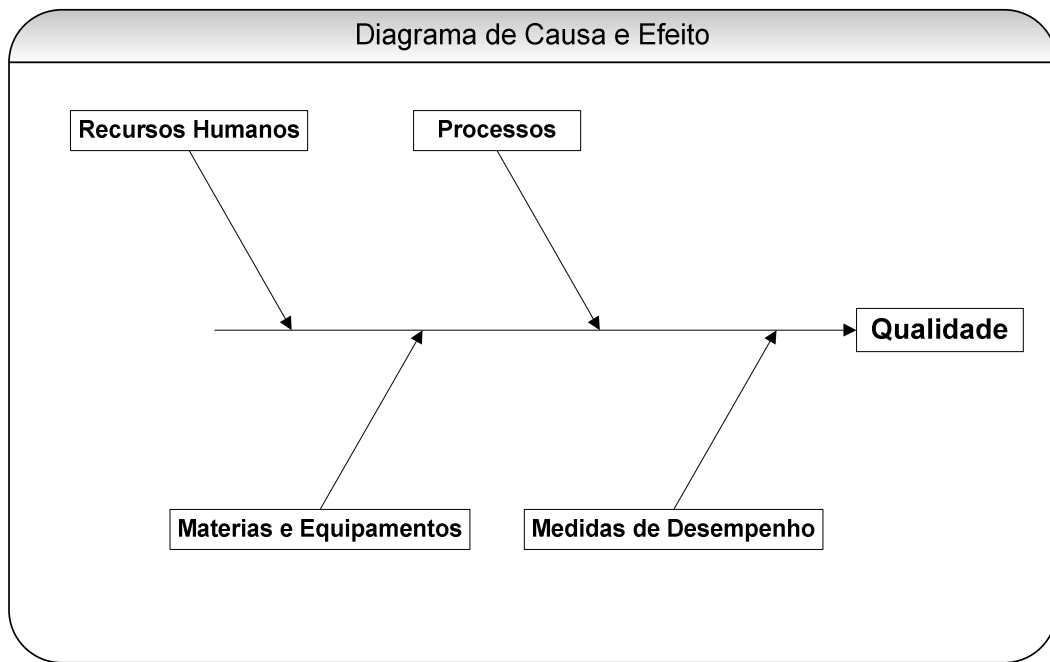 Diagrama de Causa e Efeito
Recursos Humanos
Processos
Qualidade
Materias e Equipamentos
Medidas de Desempenho